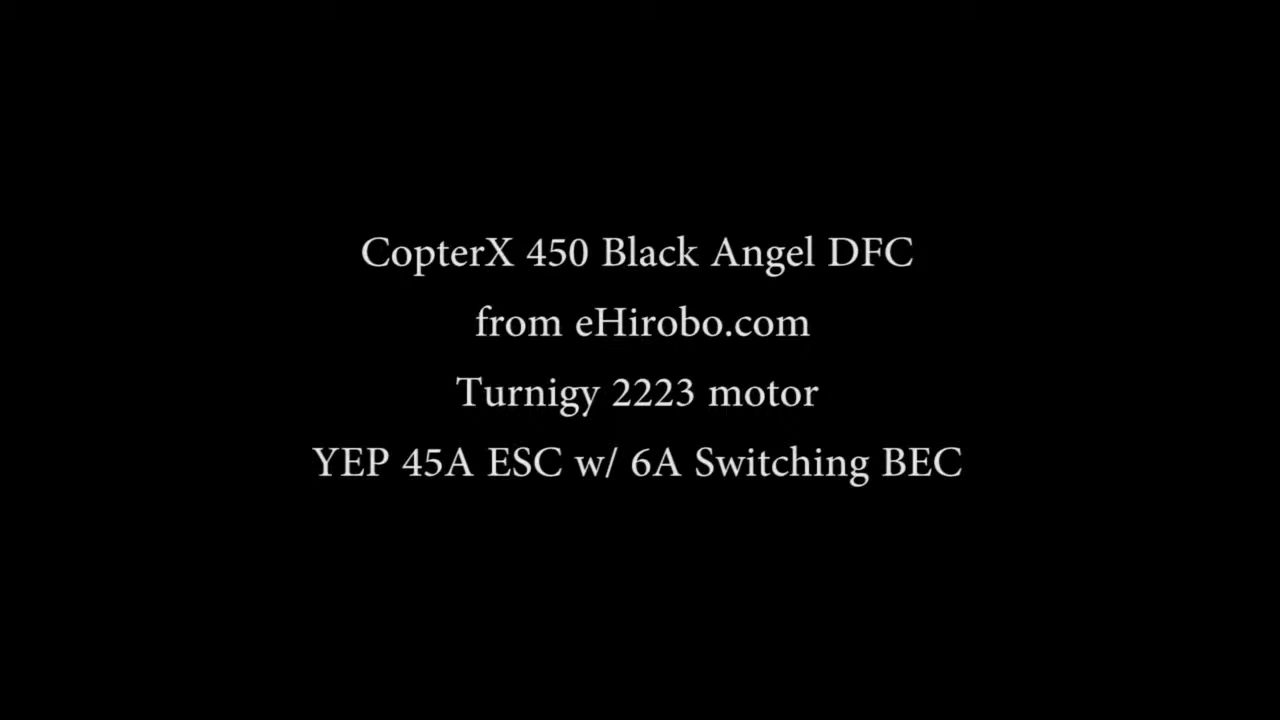 CopterX 450 Black Angel DFC
from eHirobo.com
Turnigy 2223 motor
YEP 45A ESC w/ 6A Switching BEC